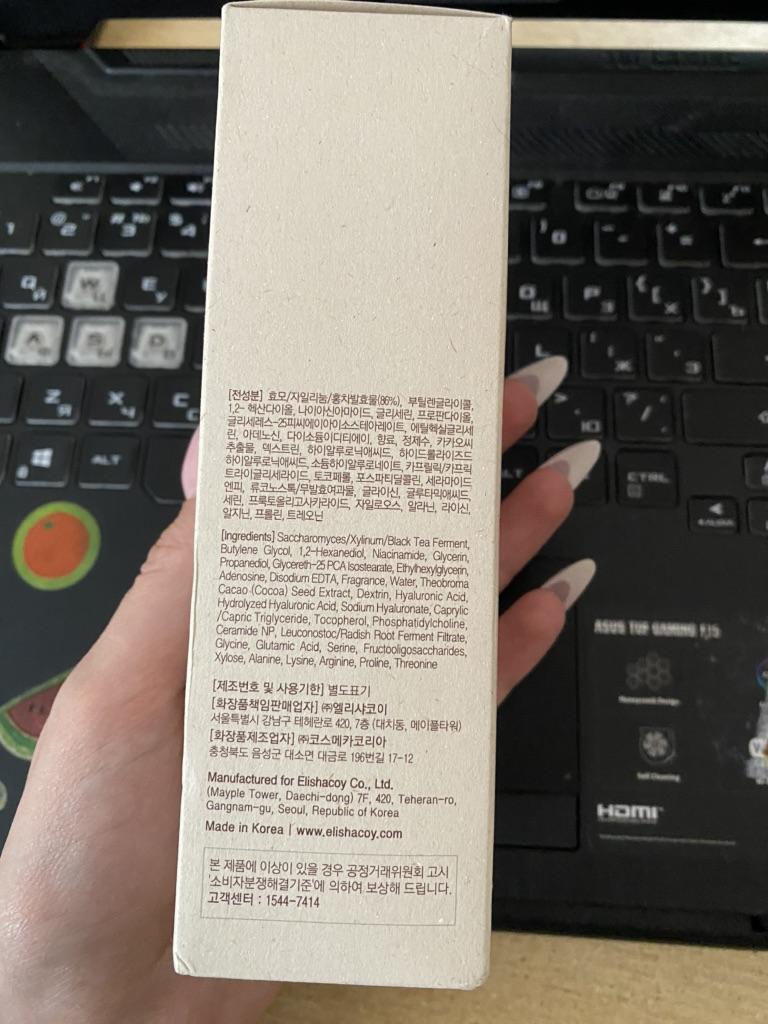 [전성분] 효모/자일리눔/홍차발효물(86%), 부틸렌글라이콜,
1,2- 헥산다이올, 나이아신아마이드, 글리세린, 프로판다이올,
글리세레스-25피씨에이아이소스테아레이트, 에틸헥실글리세
린, 아데노신, 다이소듐이디티에이, 향료, 정제수, 카카오씨
추출물, 덱스트린, 하이알루로닉애씨드, 하이드롤라이즈드
하이알루로닉애씨드, 소듐하이알루로네이트, 카프릴릭/카프릭
트라이글리세라이드, 토코페롤, 포스파티딜콜린, 세라마이드
엔피, 류코노스톡/무발효여과물, 글라이신, 글루타믹애씨드,
세린, 프룩토올리고사카라이드, 자일로오스, 알라닌, 라이신,
알지닌, 프롤린, 트레오닌
[Ingredients] Saccharomyces/Xylinum/Black Tea Ferment,
Butylene Glycol, 1,2-Hexanediol, Niacinamide, Glycerin,
Propanediol, Glycereth-25 PCA Isostearate, Ethylhexylglycerin,
Adenosine, Disodium EDTA, Fragrance, Water, Theobroma
Cacao (Cocoa) Seed Extract, Dextrin, Hyaluronic Acid,
Hydrolyzed Hyaluronic Acid, Sodium Hyaluronate, Caprylic
/Capric Triglyceride, Tocopherol, Phosphatidylcholine,
Ceramide NP, Leuconostoc/Radish Root Ferment Filtrate,
Glycine, Glutamic Acid, Serine, Fructooligosaccharides,
Xylose, Alanine, Lysine, Arginine, Proline, Threonine
[제조번호 및 사용기한] 별도표기
[화장품책임판매업자] ㈜엘리샤코이
서울특별시 강남구 테헤란로 420, 7층 (대치동, 메이플타워)
[화장품제조업자] ㈜코스메카코리아
충청북도 음성군 대소면 대금로 196번길 17-12
Manufactured for Elishacoy Co., Ltd.
(Mayple Tower, Daechi-dong) 7F, 420, Teheran-ro,
Gangnam-gu, Seoul, Republic of Korea
Made in Korea | www.elishacoy.com
본 제품에 이상이 있을 경우 공정거래위원회 고시
'소비자분쟁해결기준'에 의하여 보상해 드립니다.
고객센터 : 1544-7414
ASUS TUF GAMING F15
Honeycomb Design
Self Cleaning
HDMI
W
A S D
ALT
CTRL